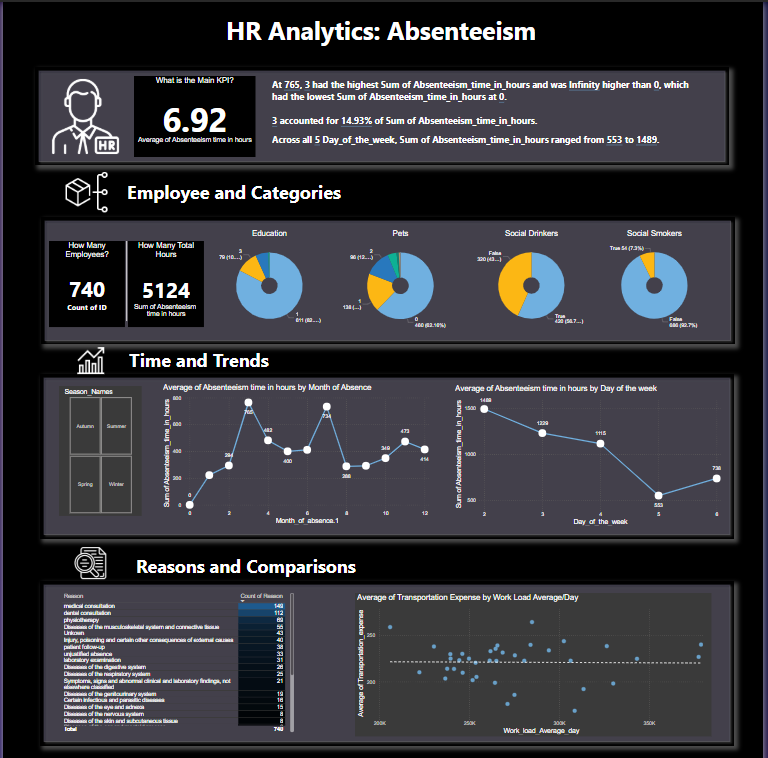 HR Analytics: Absenteeism
What is the Main KPI?
6.92
Average of Absenteeism time in hours
HR
At 765, 3 had the highest Sum of Absenteeism_time_in_hours and was Infinity higher than 0, which
had the lowest Sum of Absenteeism_time_in_hours at 0.
3 accounted for 14.93% of Sum of Absenteeism_time_in_hours.
Across all 5 Day_of_the_week, Sum of Absenteeism_time_in_hours ranged from 553 to 1489.
Employee and Categories
How Many
Employees?
740
Count of ID
How Many Total
Hours
5124
Sum of Absenteeism
time in hours
Education
3
79 (10....)
1
611 (82....)
Pets
2
96 (12....)
1
138 (...)
0
460 (62.16%)
Social Drinkers
False
320 (43....)
True
420 (56.7...)
Social Smokers
True 54 (7.3%)
False
686 (92.7%)
Time and Trends
Season_Names
Autumn
Summer
Spring
Winter
Average of Absenteeism time in hours by Month of Absence
Sum of Absenteeism_time_in_hours
800
600
400
200
0
0
294
765
482
400
734
288
349
473
414
0
2
4
6
8
10
12
Month_of_absence.1
Average of Absenteeism time in hours by Day of the week
Sum of Absenteeism_time_in_hours
1500
1000
500
1489
1229
1115
553
738
2
3
4
5
6
Day_of_the_week
Reasons and Comparisons
Reason
Count of Reason
medical consultation 149
dental consultation 112
physiotherapy 69
Diseases of the musculoskeletal system and connective tissue 55
Unkown 43
Injury, poisoning and certain other consequences of external causes 40
patient follow-up 38
unjustified absence 33
laboratory examination 31
Diseases of the digestive system 26
Diseases of the respiratory system 25
Symptoms, signs and abnormal clinical and laboratory findings, not
elsewhere classified 21
Diseases of the genitourinary system 19
Certain infectious and parasitic diseases 16
Diseases of the eye and adnexa 15
Diseases of the nervous system 8
Diseases of the skin and subcutaneous tissue 8
Total 740
Average of Transportation Expense by Work Load Average/Day
Average of Transportation_expense
250
200
200K
250K
300K
350K
Work_load_Average_day